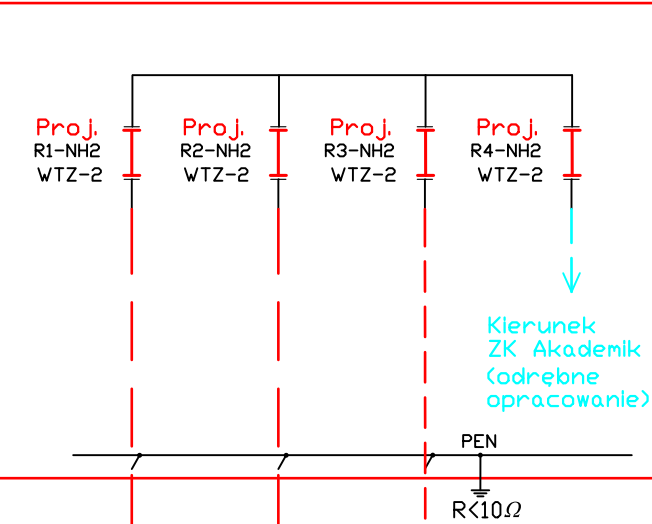 Proj.
R1-NH2
WTZ-2
Proj.
R2-NH2
WTZ-2
Proj.
R3-NH2
WTZ-2
Proj.
R4-NH2
WTZ-2
Kierunek
ZK Akademik
(odrębne
opracowanie)
PEN
R<10Ω